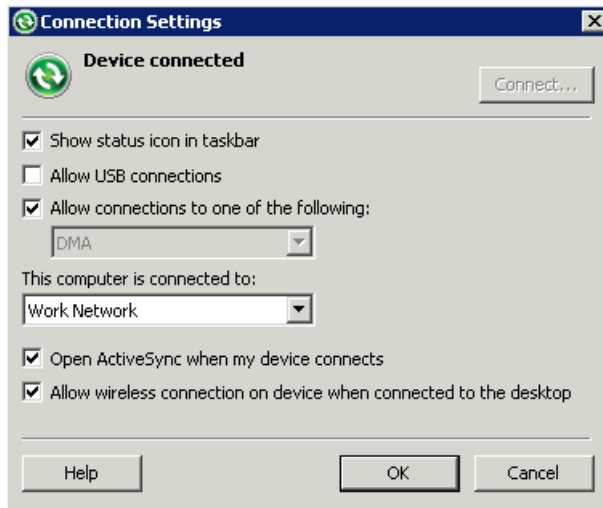 Connection Settings
Device connected
Connect...
Show status icon in taskbar
Allow USB connections
Allow connections to one of the following:
DMA
This computer is connected to:
Work Network
Open ActiveSync when my device connects
Allow wireless connection on device when connected to the desktop
Help OK Cancel